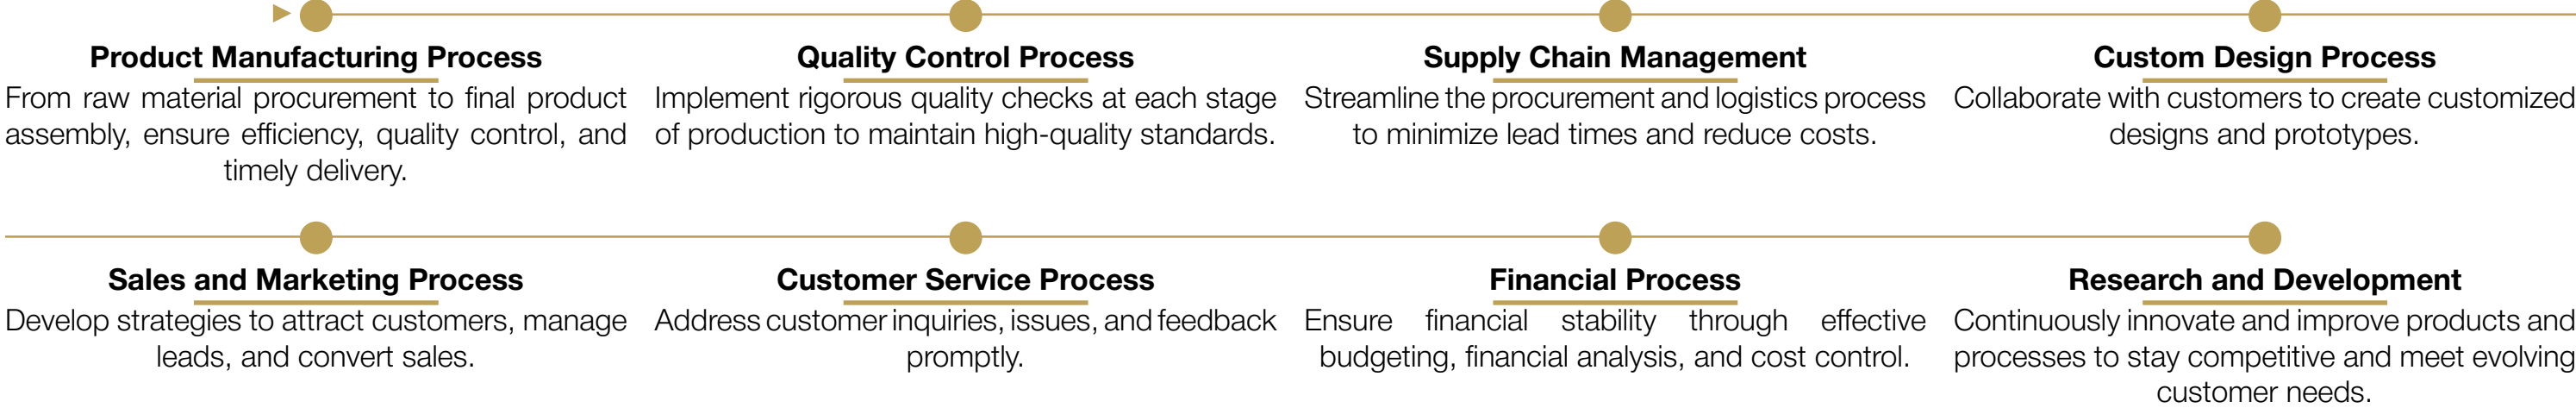 Product Manufacturing Process
From raw material procurement to final product
assembly, ensure efficiency, quality control, and
timely delivery.
Quality Control Process
Implement rigorous quality checks at each stage
of production to maintain high-quality standards.
Supply Chain Management
Streamline the procurement and logistics process
to minimize lead times and reduce costs.
Custom Design Process
Collaborate with customers to create customized
designs and prototypes.
Sales and Marketing Process
Develop strategies to attract customers, manage
leads, and convert sales.
Customer Service Process
Address customer inquiries, issues, and feedback
promptly.
Financial Process
Ensure financial stability through effective
budgeting, financial analysis, and cost control.
Research and Development
Continuously innovate and improve products and
processes to stay competitive and meet evolving
customer needs.